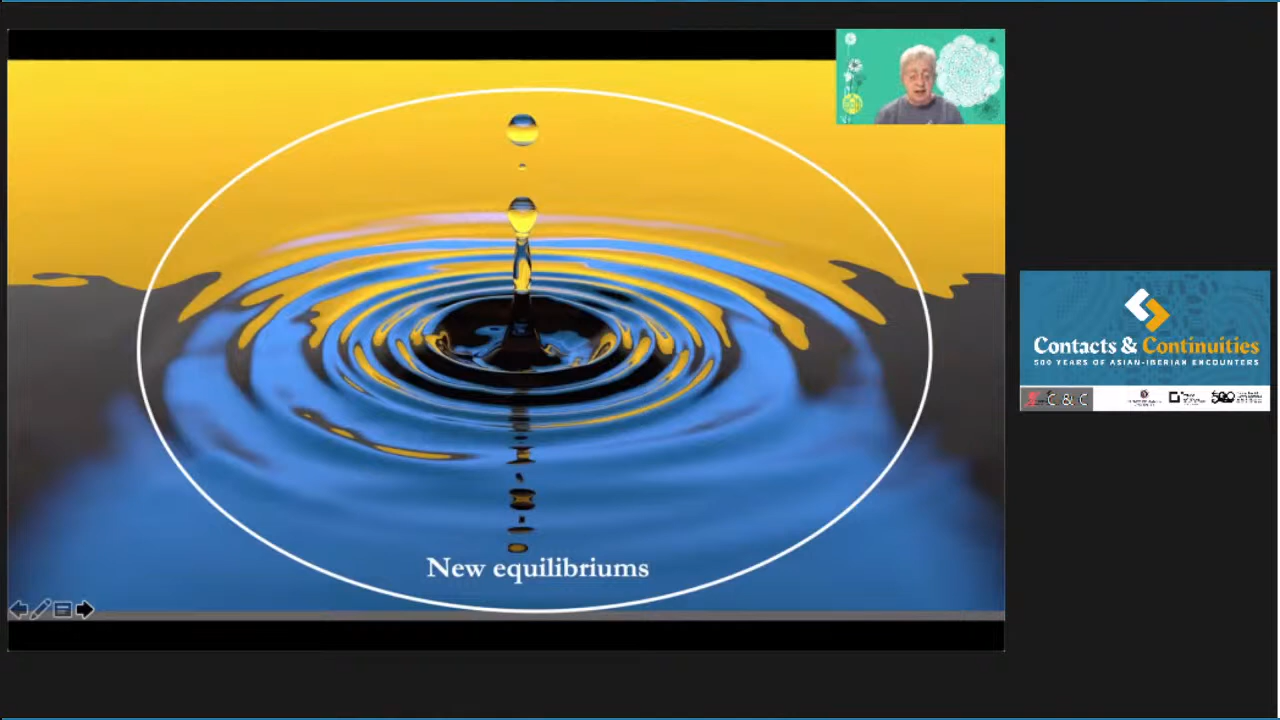 New equilibriums
Contacts & Continuities
500 YEARS OF ASIAN-IBERIAN ENCOUNTERS
C&C